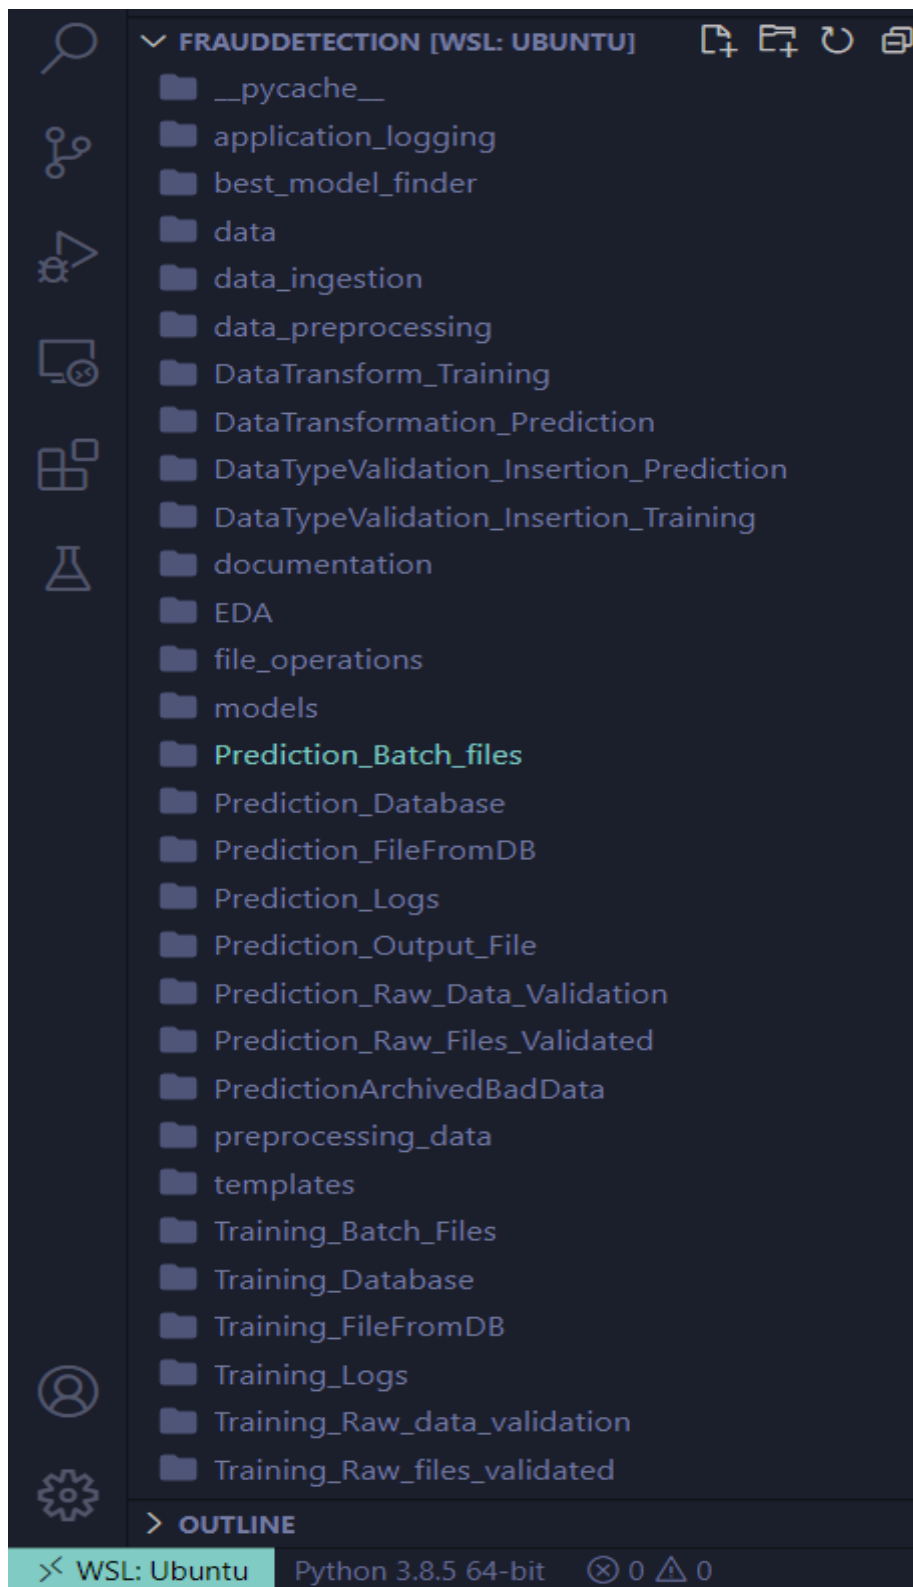 FRAUDDETECTION [WSL: UBUNTU]
__pycache__
application_logging
best_model_finder
data
data_ingestion
data_preprocessing
DataTransform_Training
DataTransformation_Prediction
DataTypeValidation_Insertion_Prediction
DataTypeValidation_Insertion_Training
documentation
EDA
file_operations
models
Prediction_Batch_files
Prediction_Database
Prediction_FileFromDB
Prediction_Logs
Prediction_Output_File
Prediction_Raw_Data_Validation
Prediction_Raw_Files_Validated
PredictionArchivedBadData
preprocessing_data
templates
Training_Batch_Files
Training_Database
Training_FileFromDB
Training_Logs
Training_Raw_data_validation
Training_Raw_files_validated
OUTLINE
WSL: Ubuntu Python 3.8.5 64-bit 0 0